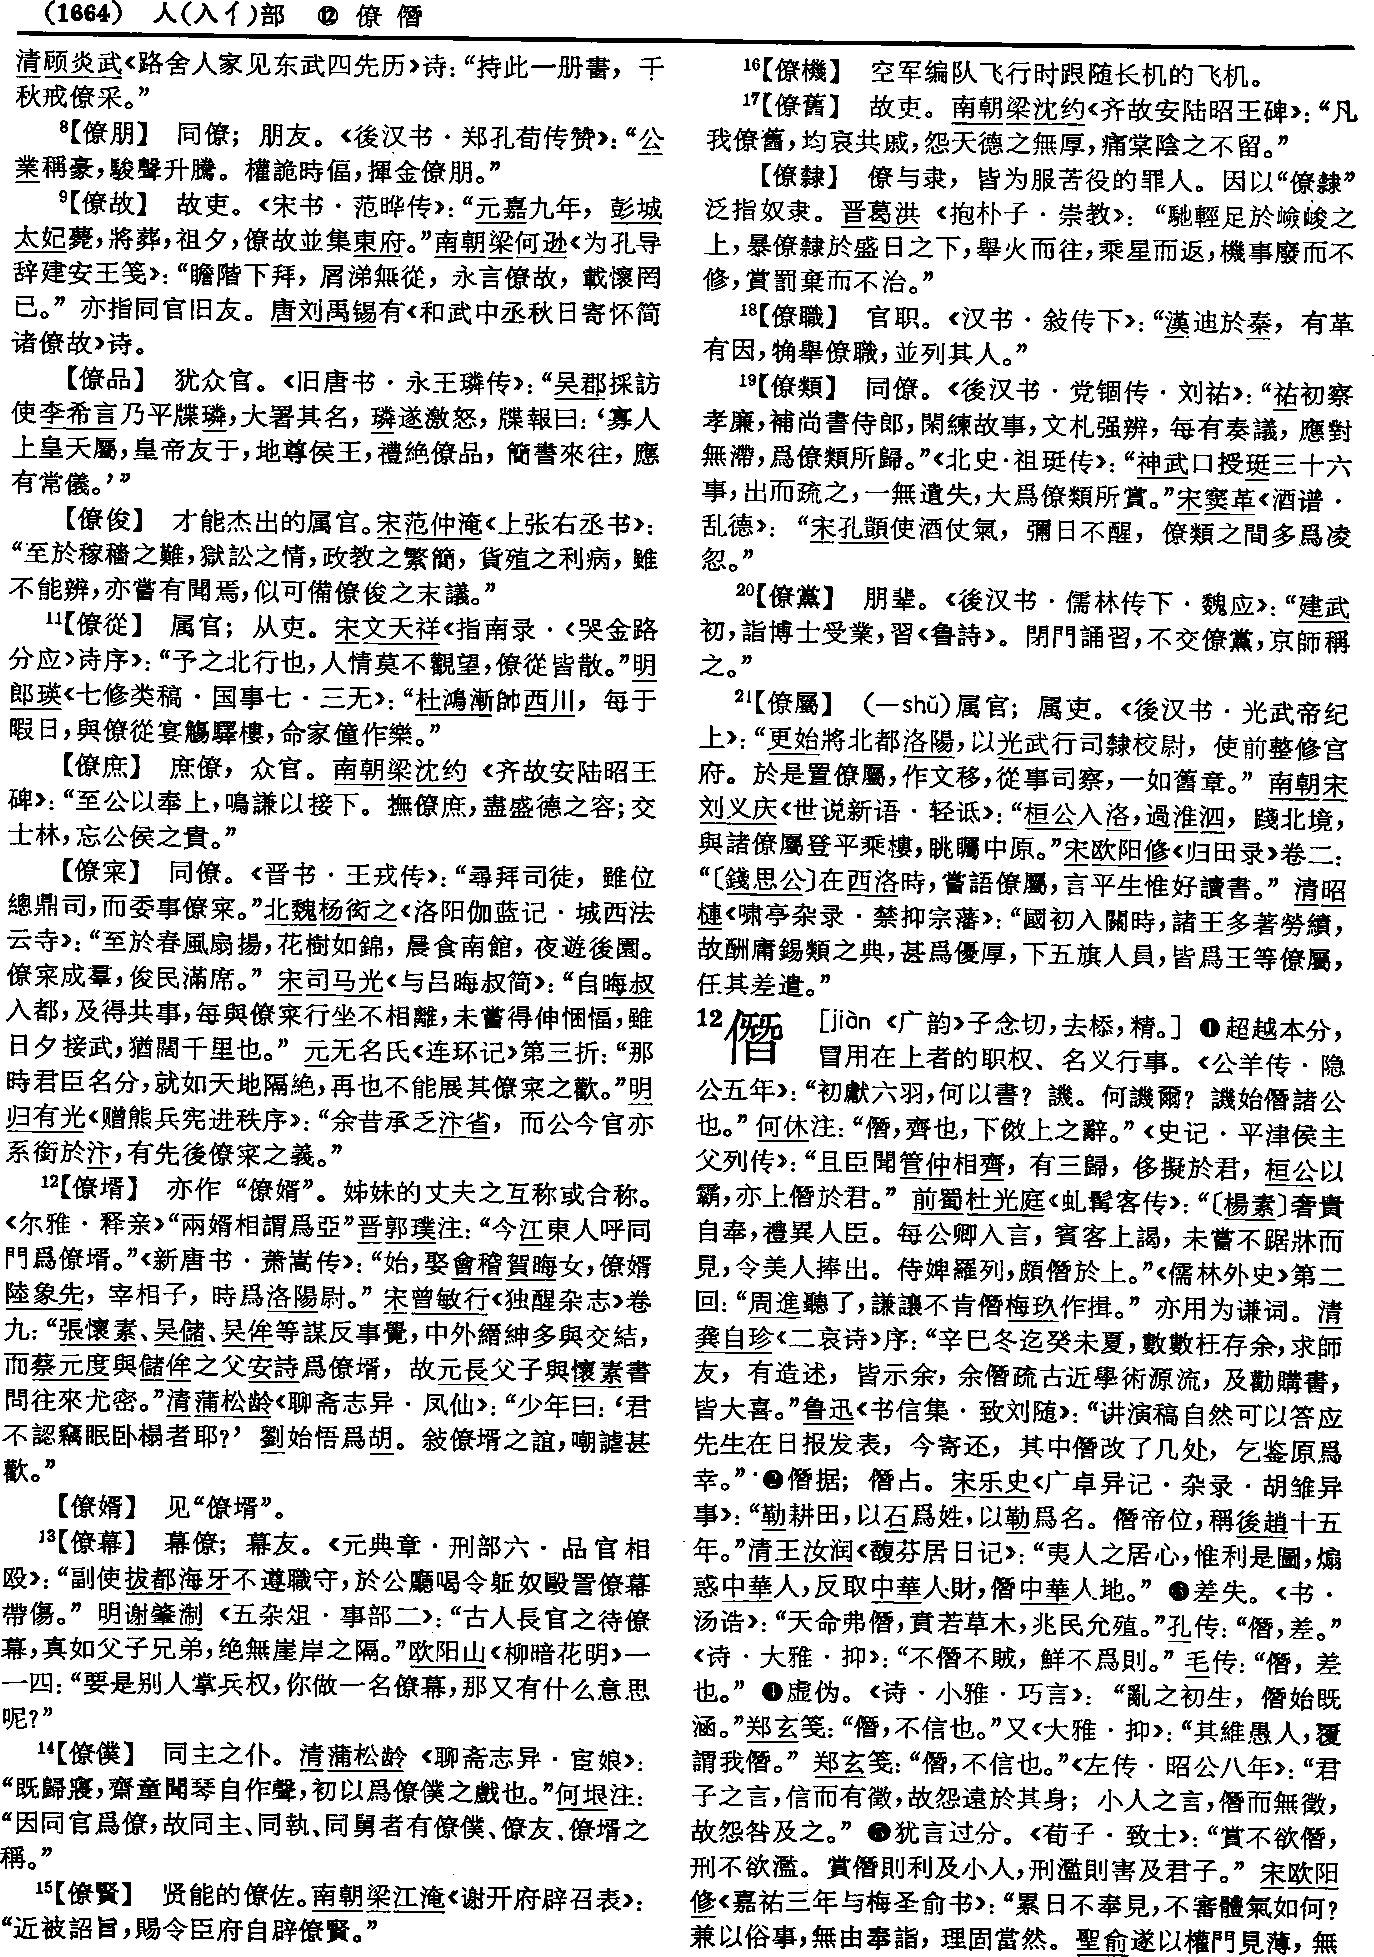 (1664) 人(入亻)部 ⑫ 僚 僭
清顾炎武《路舍人家见东武四先历》诗：“持此一册書，千
秋戒僚采。”
8【僚朋】 同僚；朋友。《後汉书·郑孔荀传赞》：“公
業稱豪，駿聲升騰。權詭時偪，揮金僚朋。”
9【僚故】 故吏。《宋书·范晔传》：“元嘉九年，彭城
太妃薨，將葬，祖夕，僚故並集東府。”南朝梁何逊《为孔导
辞建安王笺》：“瞻階下拜，屑涕無從，永言僚故，載懷罔
已。” 亦指同官旧友。唐刘禹锡有《和武中丞秋日寄怀简
诸僚故》诗。
【僚品】 犹众官。《旧唐书·永王璘传》：“吴郡採訪
使李希言乃平牒璘，大署其名，璘遂激怒，牒報曰：‘寡人
上皇天屬，皇帝友于，地尊侯王，禮絶僚品，簡書來往，應
有常儀。’”
【僚俊】 才能杰出的属官。宋范仲淹《上张右丞书》：
“至於稼穡之難，獄訟之情，政教之繁簡，貨殖之利病，雖
不能辨，亦嘗有聞焉，似可備僚俊之末議。”
11【僚從】 属官；从吏。宋文天祥《指南录·〈哭金路
分应〉诗序》：“予之北行也，人情莫不觀望，僚從皆散。”明
郎瑛《七修类稿·国事七·三无》：“杜鴻漸帥西川，每于
暇日，與僚從宴觴驛樓，命家僮作樂。”
【僚庶】 庶僚，众官。南朝梁沈约《齐故安陆昭王
碑》：“至公以奉上，鳴謙以接下。撫僚庶，盡盛德之容；交
士林，忘公侯之貴。”
【僚寀】 同僚。《晋书·王戎传》：“尋拜司徒，雖位
總鼎司，而委事僚寀。”北魏杨衒之《洛阳伽蓝记·城西法
云寺》：“至於春風扇揚，花樹如錦，晨食南館，夜遊後園。
僚寀成羣，俊民滿席。” 宋司马光《与吕晦叔简》：“自晦叔
入都，及得共事，每與僚寀行坐不相離，未嘗得伸悃愊，雖
日夕接武，猶闊千里也。” 元无名氏《连环记》第三折：“那
時君臣名分，就如天地隔絶，再也不能展其僚寀之歡。”明
归有光《赠熊兵宪进秩序》：“余昔承乏汴省，而公今官亦
系銜於汴，有先後僚寀之義。”
12【僚壻】 亦作“僚婿”。姊妹的丈夫之互称或合称。
《尔雅·释亲》“兩婿相謂爲亞”晋郭璞注：“今江東人呼同
門爲僚壻。”《新唐书·萧嵩传》：“始，娶會稽賀晦女，僚婿
陸象先，宰相子，時爲洛陽尉。” 宋曾敏行《独醒杂志》卷
九：“張懷素、吴儲、吴侔等謀反事覺，中外縉紳多與交結，
而蔡元度與儲侔之父安詩爲僚壻，故元長父子與懷素書
問往來尤密。”清蒲松龄《聊斋志异·凤仙》：“少年曰：‘君
不認竊眠卧榻者耶？’ 劉始悟爲胡。敍僚壻之誼，嘲謔甚
歡。”
【僚婿】 见“僚壻”。
13【僚幕】 幕僚；幕友。《元典章·刑部六·品官相
殴》：“副使拔都海牙不遵職守，於公廳喝令躯奴毆詈僚幕
帶傷。” 明谢肇淛《五杂俎·事部二》：“古人長官之待僚
幕，真如父子兄弟，绝無崖岸之隔。”欧阳山《柳暗花明》一
一四：“要是别人掌兵权，你做一名僚幕，那又有什么意思
呢？”
14【僚僕】 同主之仆。清蒲松龄《聊斋志异·宦娘》：
“既歸寢，齋童聞琴自作聲，初以爲僚僕之戲也。”何垠注：
“因同官爲僚，故同主、同執、同舅者有僚僕、僚友、僚壻之
稱。”
15【僚賢】 贤能的僚佐。南朝梁江淹《谢开府辟召表》：
“近被詔旨，賜令臣府自辟僚賢。”
16【僚機】 空军编队飞行时跟随长机的飞机。
17【僚舊】 故吏。南朝梁沈约《齐故安陆昭王碑》：“凡
我僚舊，均哀共戚，怨天德之無厚，痛棠陰之不留。”
【僚隸】 僚与隶，皆为服苦役的罪人。因以“僚隸”
泛指奴隶。晋葛洪《抱朴子·崇教》：“馳輕足於嶮峻之
上，暴僚隸於盛日之下，舉火而往，乘星而返，機事廢而不
修，賞罰棄而不治。”
18【僚職】 官职。《汉书·敍传下》：“漢迪於秦，有革
有因，觕舉僚職，並列其人。”
19【僚類】 同僚。《後汉书·党锢传·刘祐》：“祐初察
孝廉，補尚書侍郎，閑練故事，文札强辨，每有奏議，應對
無滯，爲僚類所歸。”《北史·祖珽传》：“神武口授珽三十六
事，出而疏之，一無遺失，大爲僚類所賞。”宋窦苹《酒谱·
乱德》：“宋孔顗使酒仗氣，彌日不醒，僚類之間多爲凌
忽。”
20【僚黨】 朋辈。《後汉书·儒林传下·魏应》：“建武
初，詣博士受業，習《魯詩》。閉門誦習，不交僚黨，京師稱
之。”
21【僚屬】 (—shǔ)属官；属吏。《後汉书·光武帝纪
上》：“更始將北都洛陽，以光武行司隸校尉，使前整修宫
府。於是置僚屬，作文移，從事司察，一如舊章。” 南朝宋
刘义庆《世说新语·轻诋》：“桓公入洛，過淮泗，踐北境，
與諸僚屬登平乘樓，眺矚中原。”宋欧阳修《归田录》卷二：
“〔錢思公〕在西洛時，嘗語僚屬，言平生惟好讀書。” 清昭
槤《啸亭杂录·禁抑宗藩》：“國初入關時，諸王多著勞績，
故酬庸錫類之典，甚爲優厚，下五旗人員，皆爲王等僚屬，
任其差遣。”
12 僭 [jiàn 《广韵》子念切，去㮇，精。] ❶超越本分，
冒用在上者的职权、名义行事。《公羊传·隐
公五年》：“初獻六羽，何以書？譏。何譏爾？譏始僭諸公
也。” 何休注：“僭，齊也，下傚上之辭。”《史记·平津侯主
父列传》：“且臣聞管仲相齊，有三歸，侈擬於君，桓公以
霸，亦上僭於君。” 前蜀杜光庭《虬髯客传》：“〔楊素〕奢貴
自奉，禮異人臣。每公卿入言，賓客上謁，未嘗不踞牀而
見，令美人捧出。侍婢羅列，頗僭於上。”《儒林外史》第二
回：“周進聽了，謙讓不肯僭梅玖作揖。” 亦用为谦词。清
龚自珍《二哀诗》序：“辛巳冬迄癸未夏，數數枉存余，求師
友，有造述，皆示余，余僭疏古近學術源流，及勸購書，
皆大喜。”鲁迅《书信集·致刘随》：“讲演稿自然可以答应
先生在日报发表，今寄还，其中僭改了几处，乞鉴原爲
幸。” ❷僭据；僭占。宋乐史《广卓异记·杂录·胡雏异
事》：“勒耕田，以石爲姓，以勒爲名。僭帝位，稱後趙十五
年。”清王汝润《馥芬居日记》：“夷人之居心，惟利是圖，煽
惑中華人，反取中華人財，僭中華人地。” ❸差失。《书·
汤诰》：“天命弗僭，賁若草木，兆民允殖。”孔传：“僭，差。”
《诗·大雅·抑》：“不僭不賊，鮮不爲則。” 毛传：“僭，差
也。” ❹虚伪。《诗·小雅·巧言》：“亂之初生，僭始既
涵。”郑玄笺：“僭，不信也。”又《大雅·抑》：“其維愚人，覆
謂我僭。” 郑玄笺：“僭，不信也。”《左传·昭公八年》：“君
子之言，信而有徵，故怨遠於其身；小人之言，僭而無徵，
故怨咎及之。” ❺犹言过分。《荀子·致士》：“賞不欲僭，
刑不欲濫。賞僭則利及小人，刑濫則害及君子。” 宋欧阳
修《嘉祐三年与梅圣俞书》：“累日不奉見，不審體氣如何？
兼以俗事，無由奉詣，理固當然。聖俞遂以權門見薄，無